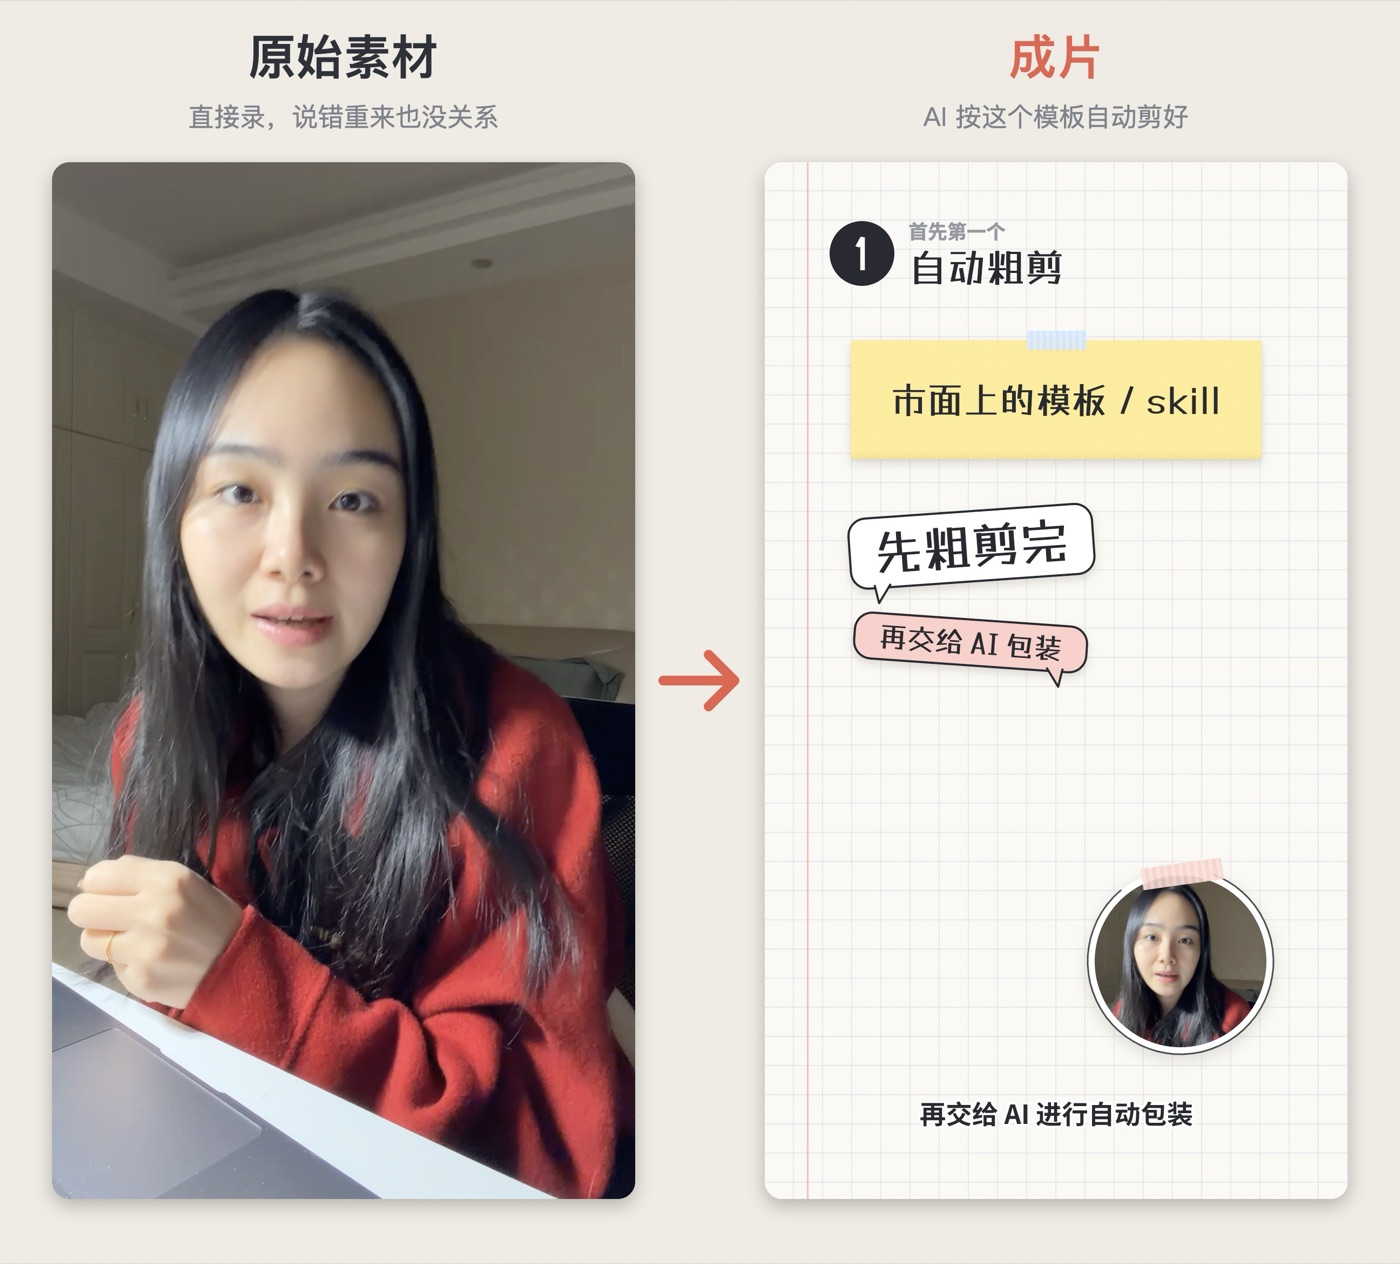 原始素材
直接录，说错重来也没关系
成片
AI 按这个模板自动剪好
1
首先第一个
自动粗剪
市面上的模板 / skill
先粗剪完
再交给 AI 包装
再交给 AI 进行自动包装